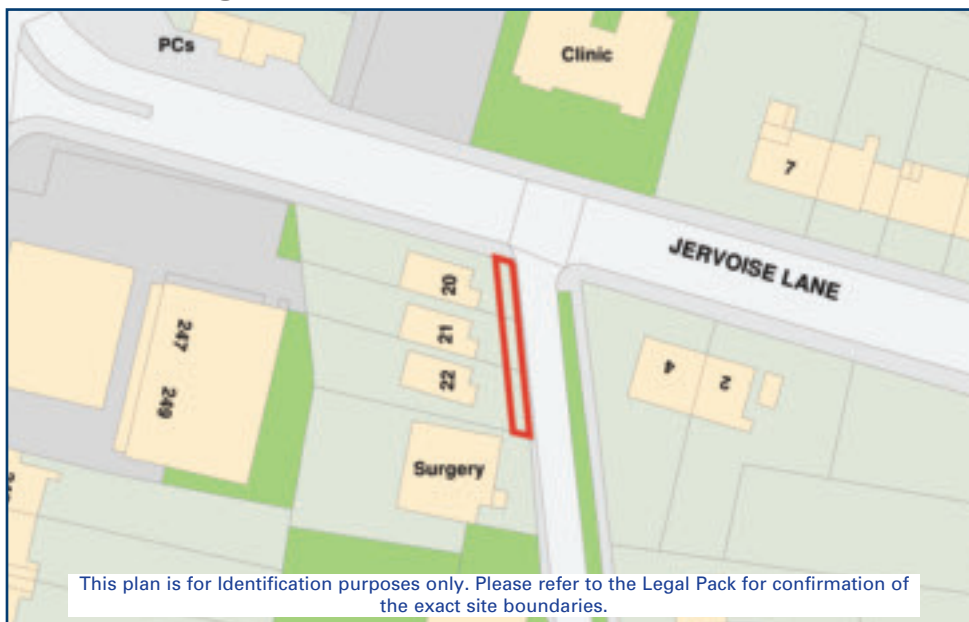 PCs
Clinic
7
JERVOISE LANE
20
21
22
247
249
4
2
Surgery
This plan is for Identification purposes only. Please refer to the Legal Pack for confirmation of
the exact site boundaries.